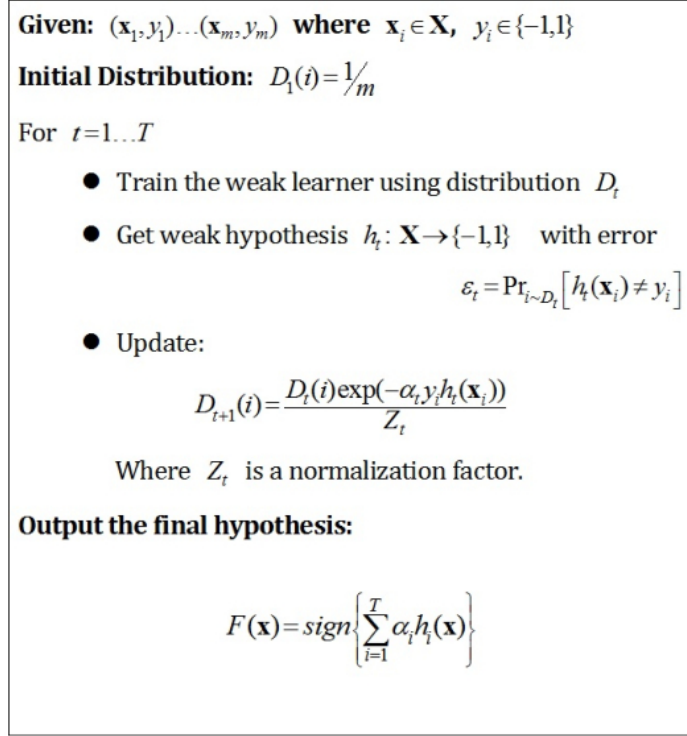 Given: (x₁,y₁)…(xₘ,yₘ) where xᵢ∈X, yᵢ∈{−1,1}
Initial Distribution: D₁(i)=1/m
For t=1…T
● Train the weak learner using distribution Dₜ
● Get weak hypothesis hₜ: X→{−1,1} with error
εₜ=Prᵢ~Dₜ[hₜ(xᵢ)≠yᵢ]
● Update:
Dₜ₊₁(i)=Dₜ(i)exp(−αₜyᵢhₜ(xᵢ))/Zₜ
Where Zₜ is a normalization factor.
Output the final hypothesis:
F(x)=sign{∑ᵢ₌₁ᵀ αᵢhᵢ(x)}